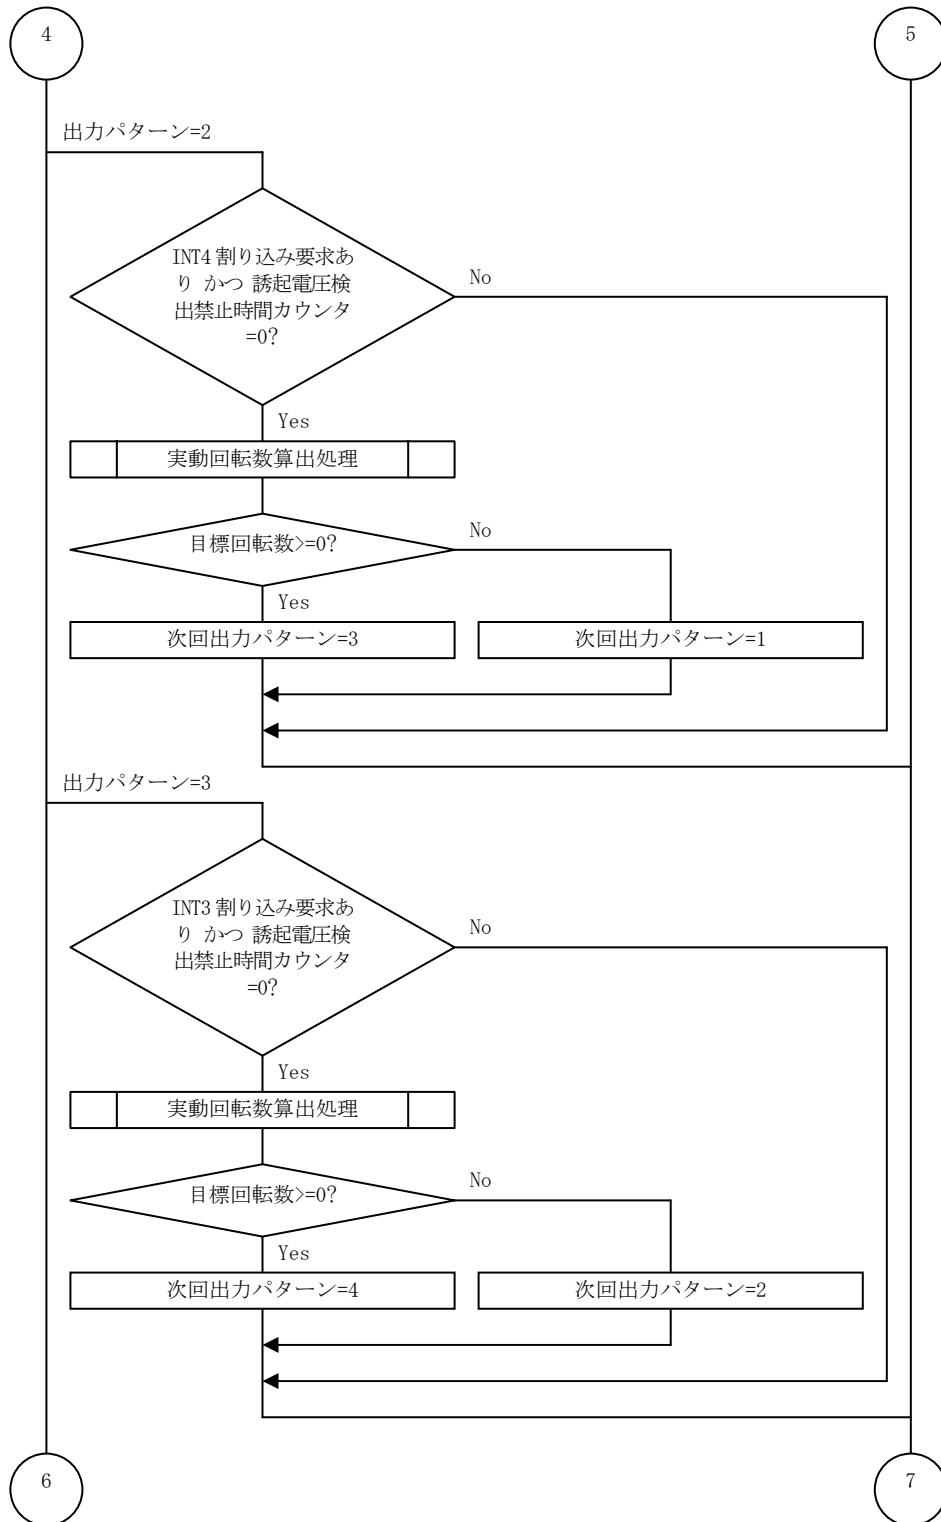 4
5
出力パターン=2
INT4 割り込み要求あ
り かつ 誘起電圧検
出禁止時間カウンタ
=0?
No
Yes
実動回転数算出処理
目標回転数>=0?
No
Yes
次回出力パターン=3
次回出力パターン=1
出力パターン=3
INT3 割り込み要求あ
り かつ 誘起電圧検
出禁止時間カウンタ
=0?
No
Yes
実動回転数算出処理
目標回転数>=0?
No
Yes
次回出力パターン=4
次回出力パターン=2
6
7